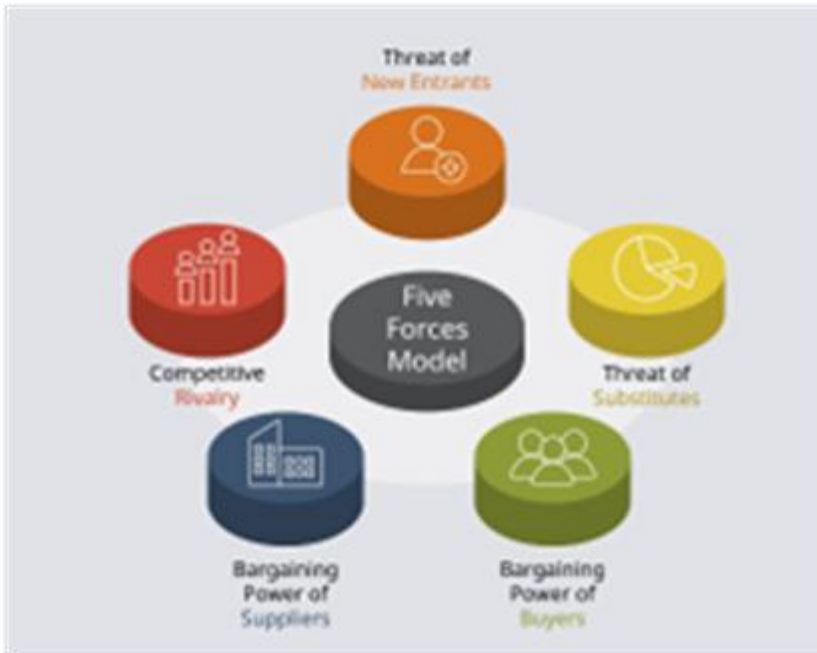 Threat of
New Entrants
Five
Forces
Model
Competitive
Rivalry
Threat of
Substitutes
Bargaining
Power of
Suppliers
Bargaining
Power of
Buyers